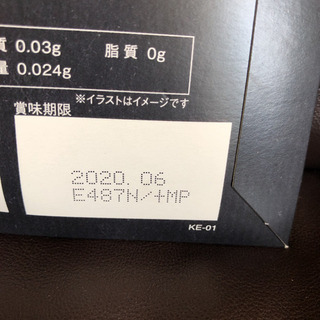 質 0.03g 脂質 0g
量 0.024g
※イラストはイメージです
賞味期限
2020.06
E487N/+MP
KE-01